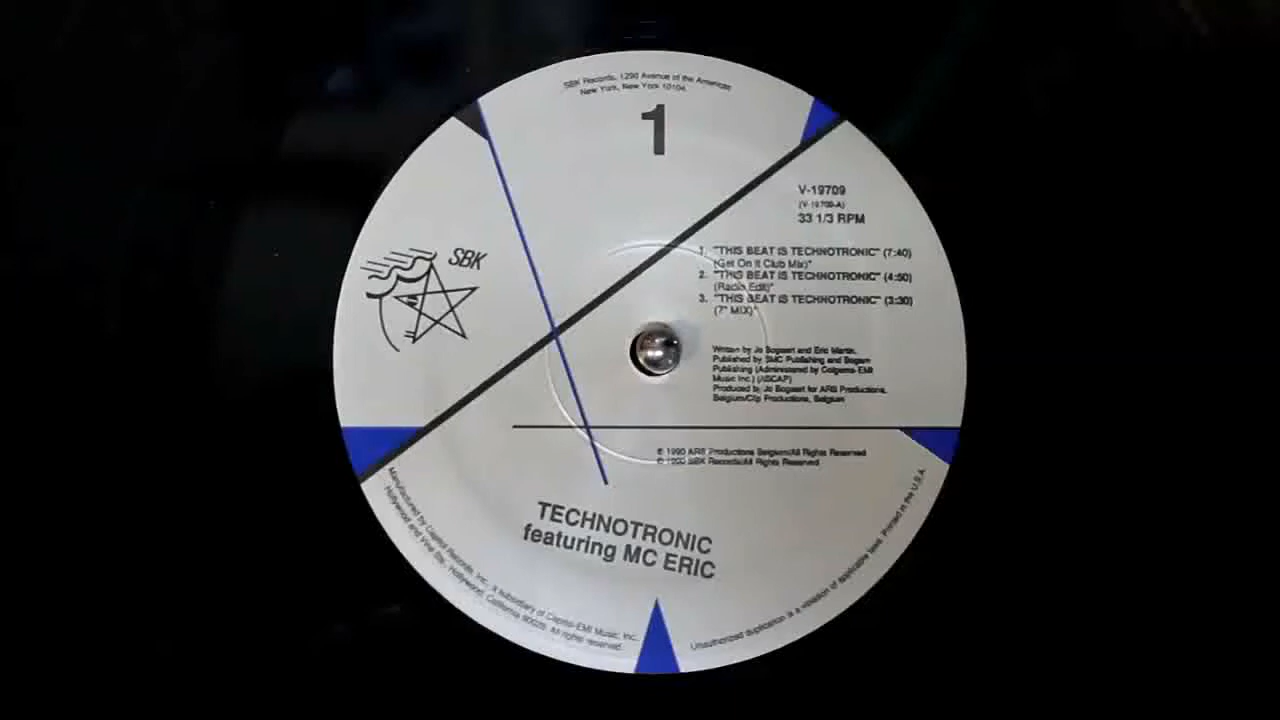 SBK Records, 1290 Avenue of the Americas
New York, New York 10104
1
V-19709
(V-19709-A)
33 1/3 RPM
SBK
1. "THIS BEAT IS TECHNOTRONIC" (7:40)
(Get On It Club Mix)"
2. "THIS BEAT IS TECHNOTRONIC" (4:50)
(Radio Edit)"
3. "THIS BEAT IS TECHNOTRONIC" (3:30)
(7" MIX)"
Written by Jo Bogaert and Eric Martin.
Published by BMC Publishing and Bogam
Publishing (Administered by Colgems-EMI
Music Inc.) (ASCAP)
Produced by Jo Bogaert for ARS Productions,
Belgium/Clip Productions, Belgium
℗ 1990 ARS Productions Belgium/All Rights Reserved
© 1990 SBK Records/All Rights Reserved
TECHNOTRONIC
featuring MC ERIC
Manufactured by Capitol Records, Inc., a subsidiary of Capitol-EMI Music, Inc.
Hollywood and Vine Sts., Hollywood, California 90028. All rights reserved.
Unauthorized duplication is a violation of applicable laws. Printed in the U.S.A.